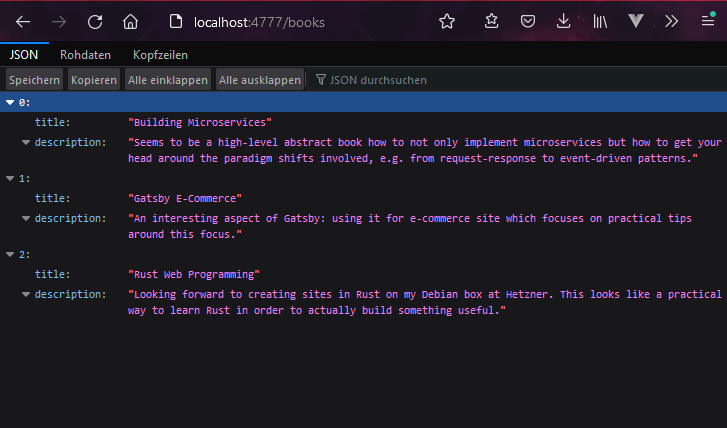 localhost:4777/books
JSON Rohdaten Kopfzeilen
Speichern Kopieren Alle einklappen Alle ausklappen JSON durchsuchen
0:
title: "Building Microservices"
description: "Seems to be a high-level abstract book how to not only implement microservices but how to get your
head around the paradigm shifts involved, e.g. from request-response to event-driven patterns."
1:
title: "Gatsby E-Commerce"
description: "An interesting aspect of Gatsby: using it for e-commerce site which focuses on practical tips
around this focus."
2:
title: "Rust Web Programming"
description: "Looking forward to creating sites in Rust on my Debian box at Hetzner. This looks like a practical
way to learn Rust in order to actually build something useful."